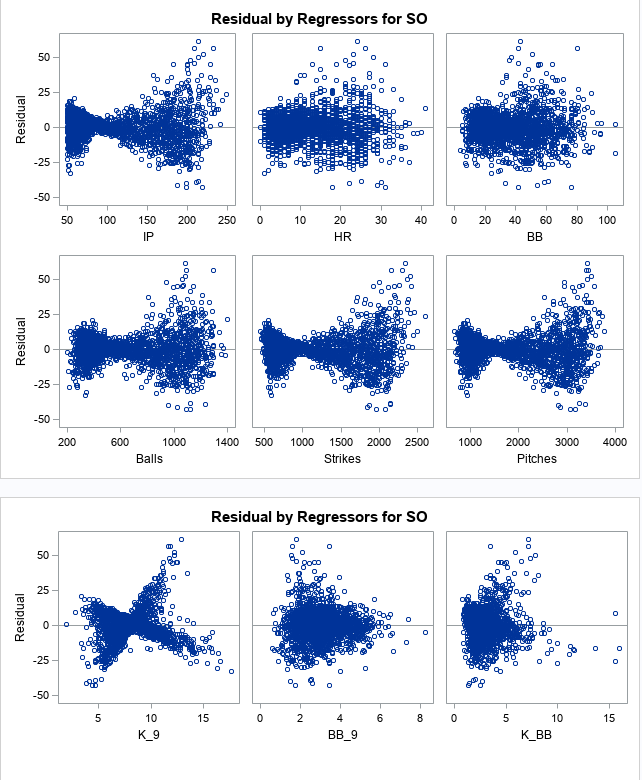 Residual by Regressors for SO
50
25
0
-25
-50
Residual
50 100 150 200 250
0 10 20 30 40
0 20 40 60 80 100
IP HR BB
50
25
0
-25
-50
Residual
200 600 1000 1400
500 1000 1500 2000 2500
1000 2000 3000 4000
Balls Strikes Pitches
Residual by Regressors for SO
50
25
0
-25
-50
Residual
5 10 15
0 2 4 6 8
0 5 10 15
K_9 BB_9 K_BB